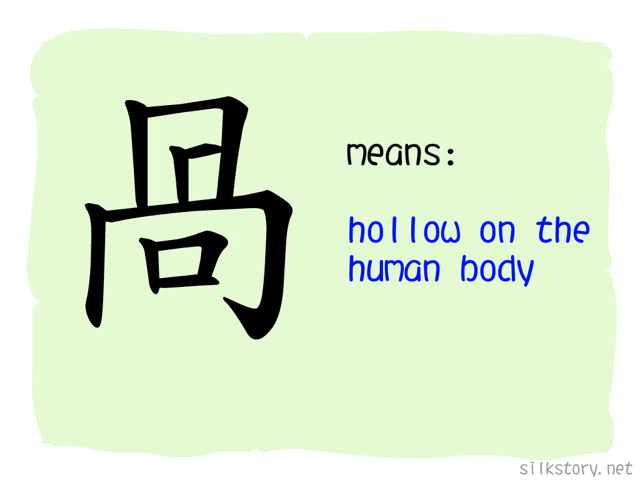 咼
means:
hollow on the
human body
silkstory.net